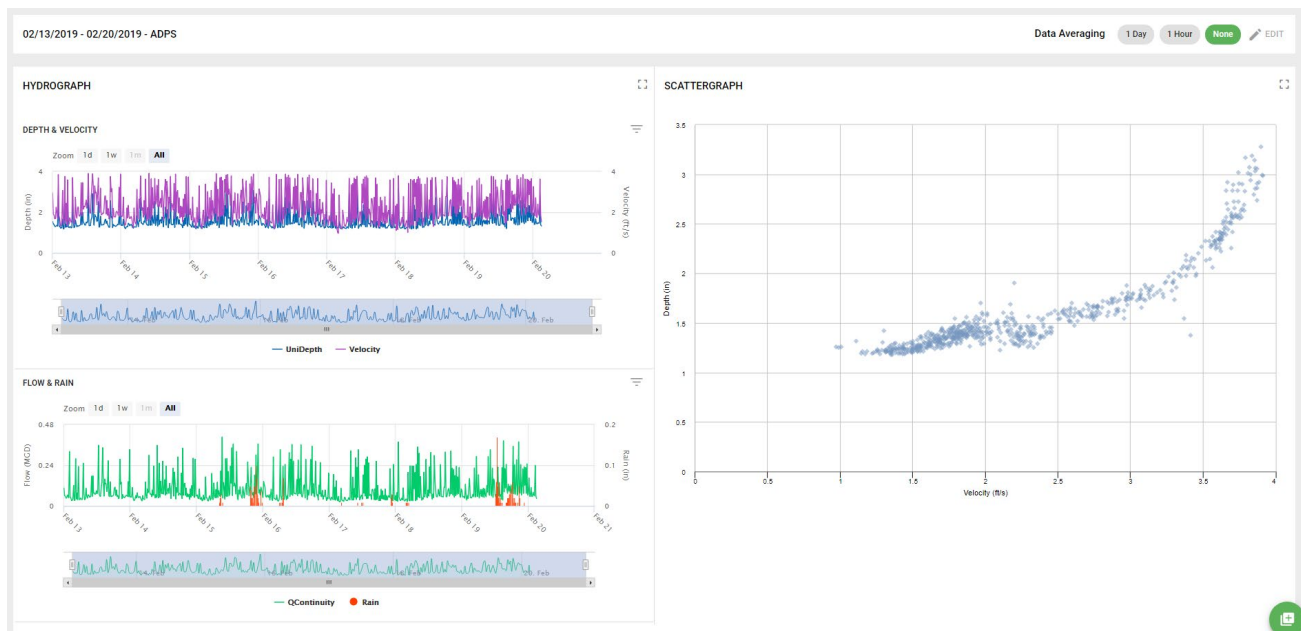 02/13/2019 - 02/20/2019 - ADPS
Data Averaging 1 Day 1 Hour None EDIT
HYDROGRAPH
DEPTH & VELOCITY
Zoom 1d 1w 1m All
4
2
0
Depth (in)
4
2
0
Velocity (ft/s)
Feb 13 Feb 14 Feb 15 Feb 16 Feb 17 Feb 18 Feb 19 Feb 20
20. Feb
UniDepth Velocity
FLOW & RAIN
Zoom 1d 1w 1m All
0.48
0.24
0
Flow (MGD)
0.2
0.1
0
Rain (in)
Feb 13 Feb 14 Feb 15 Feb 16 Feb 17 Feb 18 Feb 19 Feb 20 Feb 21
20. Feb
QContinuity Rain
SCATTERGRAPH
3.5
3
2.5
2
1.5
1
0.5
0
Depth (in)
0 0.5 1 1.5 2 2.5 3 3.5 4
Velocity (ft/s)